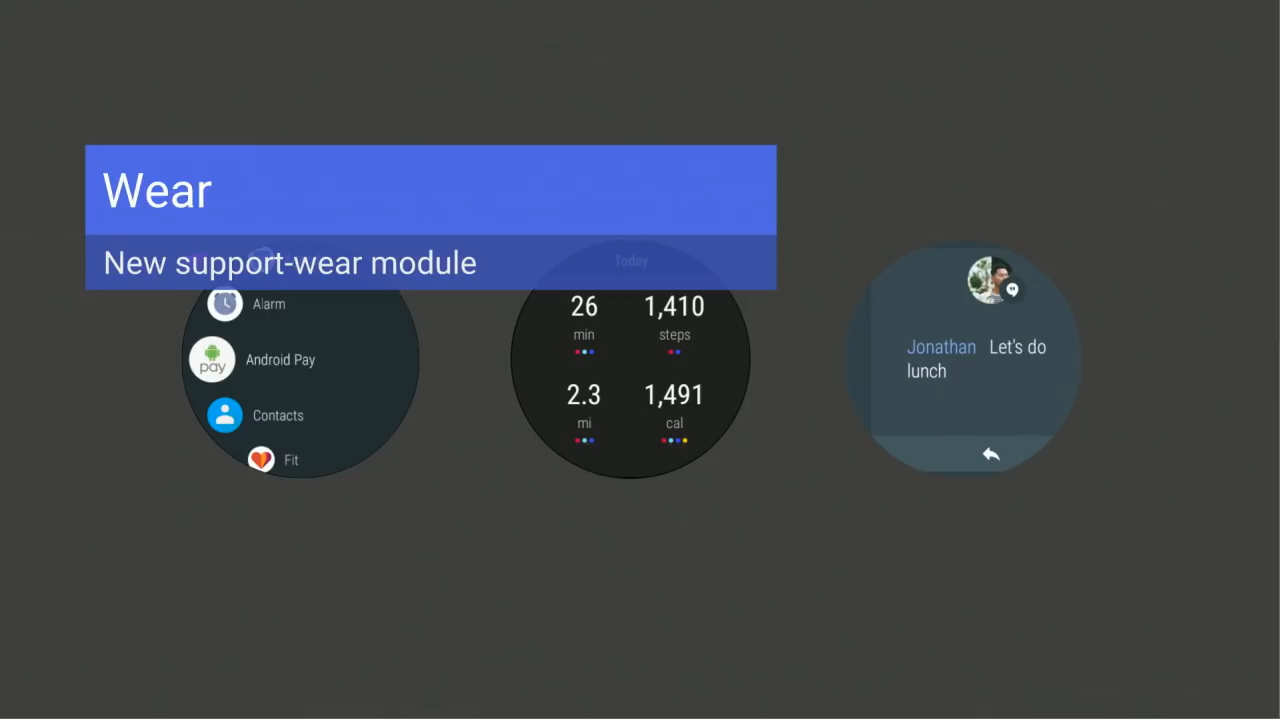 Wear
New support-wear module
Alarm
pay
Android Pay
Contacts
Fit
Today
26
1,410
min
steps
2.3
1,491
mi
cal
Jonathan Let's do
lunch